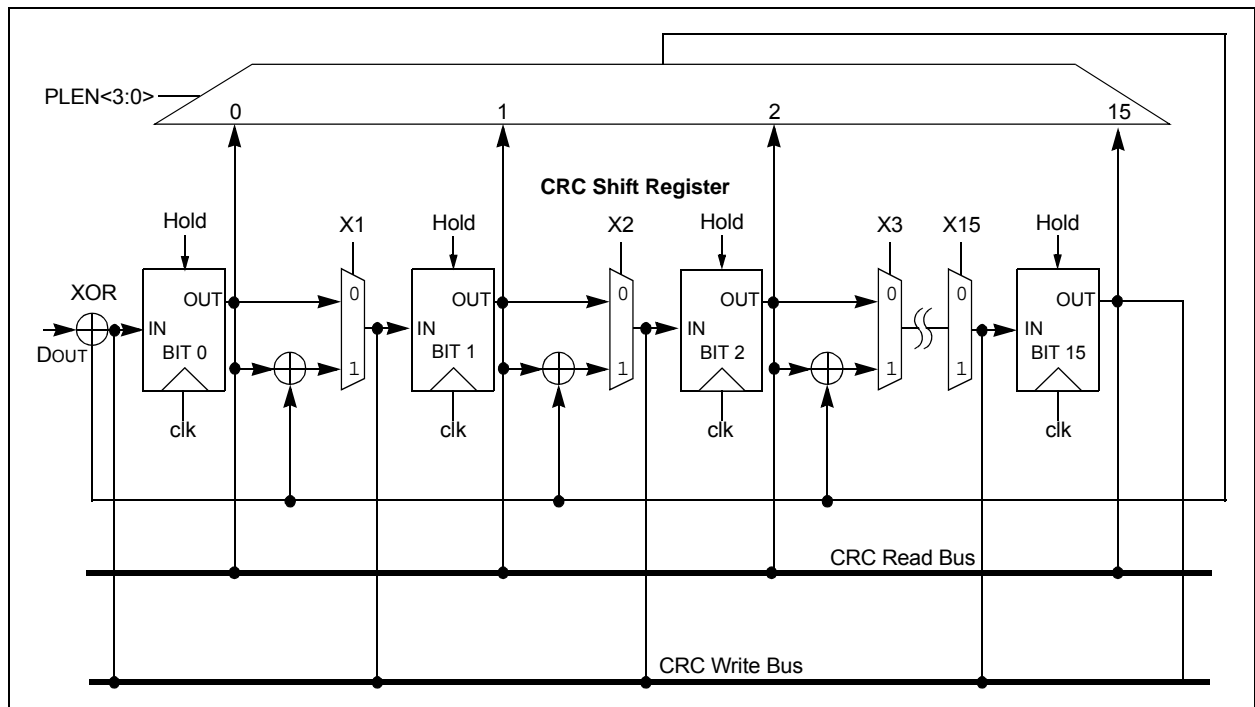 PLEN<3:0>
0 1 2 15
CRC Shift Register
Hold X1 Hold X2 Hold X3 X15 Hold
XOR
OUT 0 OUT 0 OUT 0 0 OUT
DOUT IN IN IN IN
BIT 0 1 BIT 1 1 BIT 2 1 1 BIT 15
clk clk clk clk
CRC Read Bus
CRC Write Bus